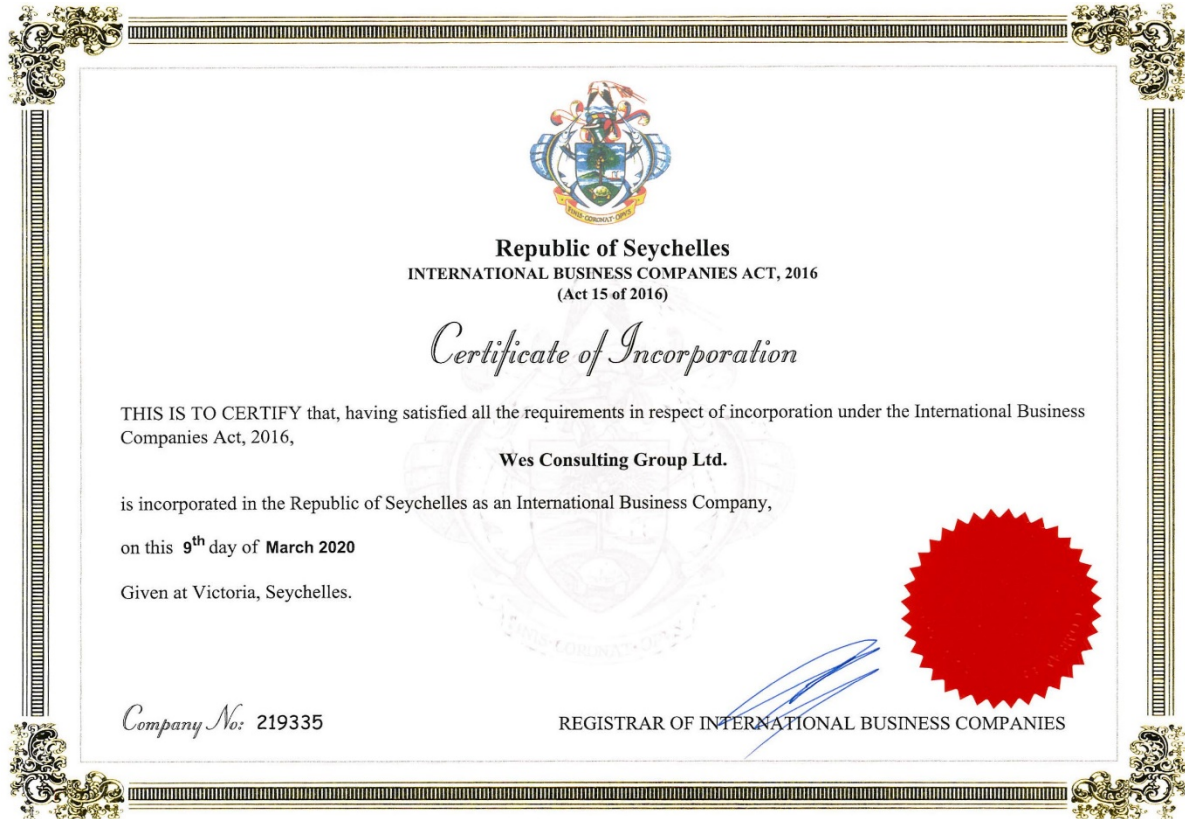 FINIS CORONAT OPUS
Republic of Seychelles
INTERNATIONAL BUSINESS COMPANIES ACT, 2016
(Act 15 of 2016)
Certificate of Incorporation
THIS IS TO CERTIFY that, having satisfied all the requirements in respect of incorporation under the International Business
Companies Act, 2016,
Wes Consulting Group Ltd.
is incorporated in the Republic of Seychelles as an International Business Company,
on this 9th day of March 2020
Given at Victoria, Seychelles.
Company No: 219335
REGISTRAR OF INTERNATIONAL BUSINESS COMPANIES